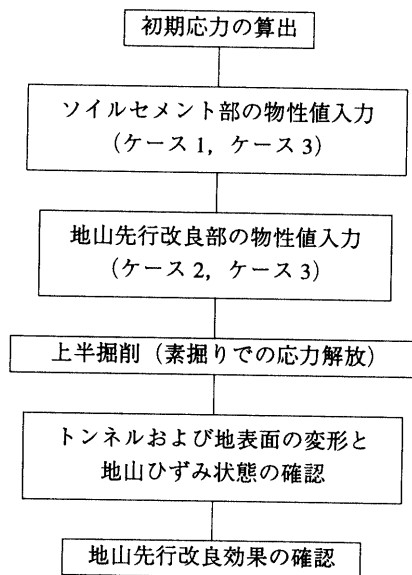 初期応力の算出
ソイルセメント部の物性値入力
(ケース 1, ケース 3)
地山先行改良部の物性値入力
(ケース 2, ケース 3)
上半掘削 (素掘りでの応力解放)
トンネルおよび地表面の変形と
地山ひずみ状態の確認
地山先行改良効果の確認